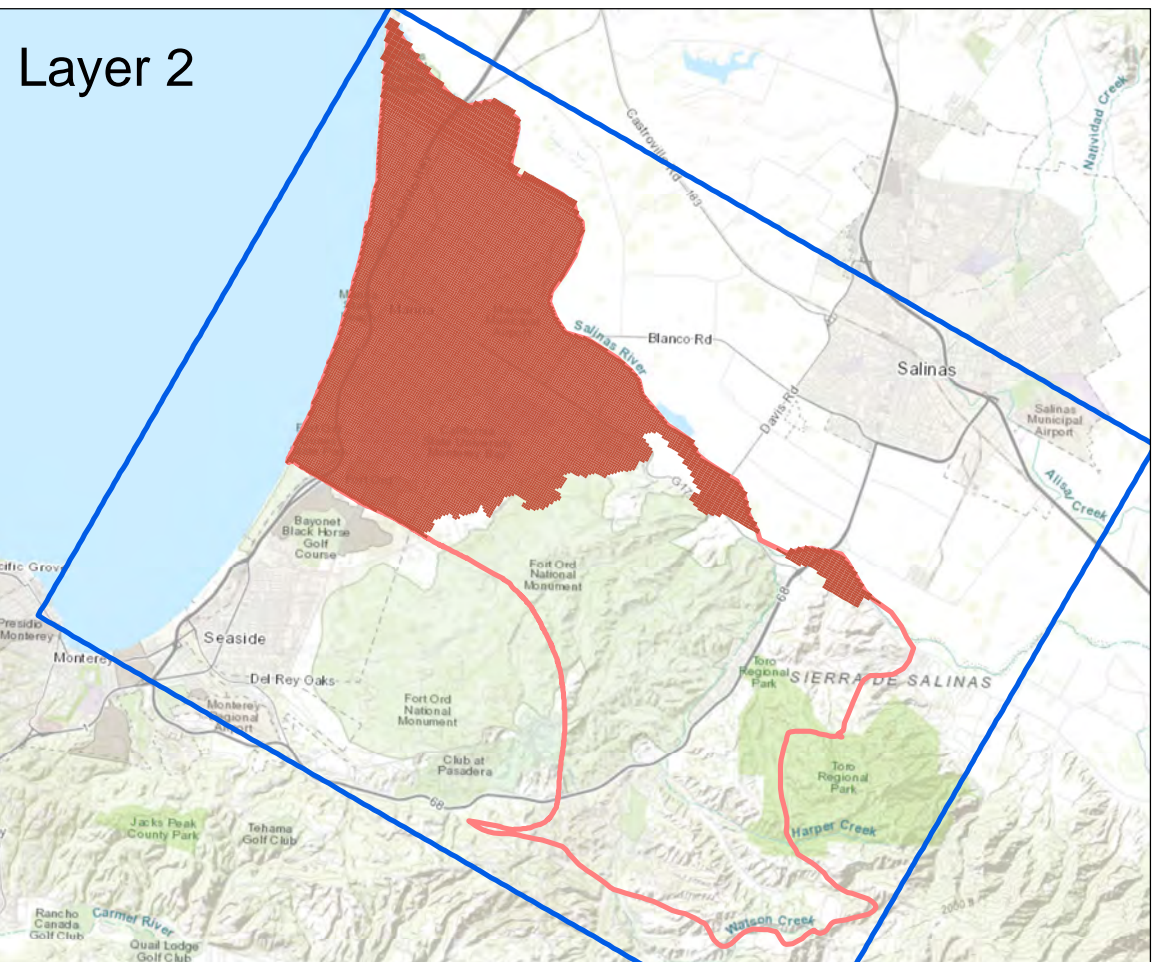 Layer 2
Natividad Creek
Castroville Rd
183
Marina
Salinas River
Blanco Rd
Salinas
Davis Rd
Salinas
Municipal
Airport
Alisal Creek
Bayonet
Black Horse
Golf
Course
Fort Ord
National
Monument
68
cific Grove
Presidio
Monterey
Monterey
Seaside
Del Rey Oaks
Toro
Regional
Park
SIERRA DE SALINAS
Fort Ord
National
Monument
Monterey
Regional
Airport
Club at
Pasadera
Toro
Regional
Park
68
Jacks Peak
County Park
Tehama
Golf Club
Harper Creek
2000 ft
Rancho
Canada
Golf Club
Carmel River
Watson Creek
Quail Lodge
Golf Club